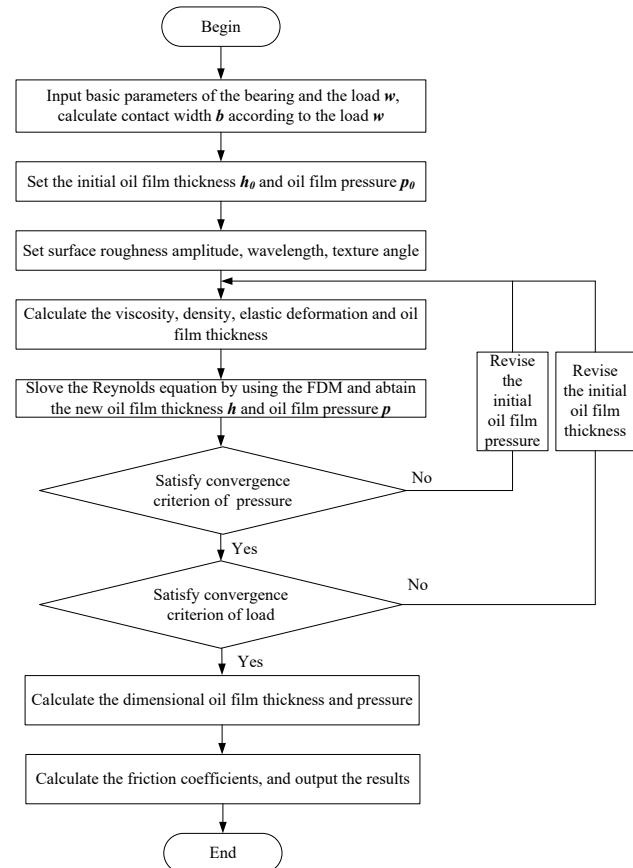 Begin
Input basic parameters of the bearing and the load w,
calculate contact width b according to the load w
Set the initial oil film thickness h0 and oil film pressure p0
Set surface roughness amplitude, wavelength, texture angle
Calculate the viscosity, density, elastic deformation and oil
film thickness
Slove the Reynolds equation by using the FDM and abtain
the new oil film thickness h and oil film pressure p
Revise
the
initial
oil film
pressure
Revise
the initial
oil film
thickness
Satisfy convergence
criterion of pressure
No
Yes
Satisfy convergence
criterion of load
No
Yes
Calculate the dimensional oil film thickness and pressure
Calculate the friction coefficients, and output the results
End